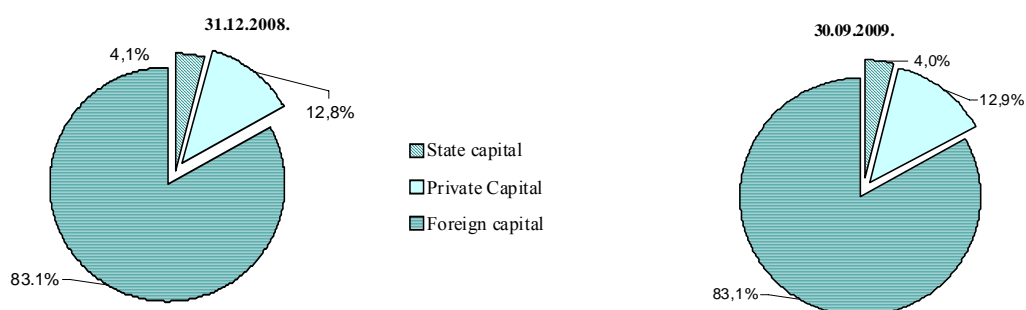 31.12.2008.
4,1%
12,8%
83.1%
State capital
Private Capital
Foreign capital
30.09.2009.
4,0%
12,9%
83,1%